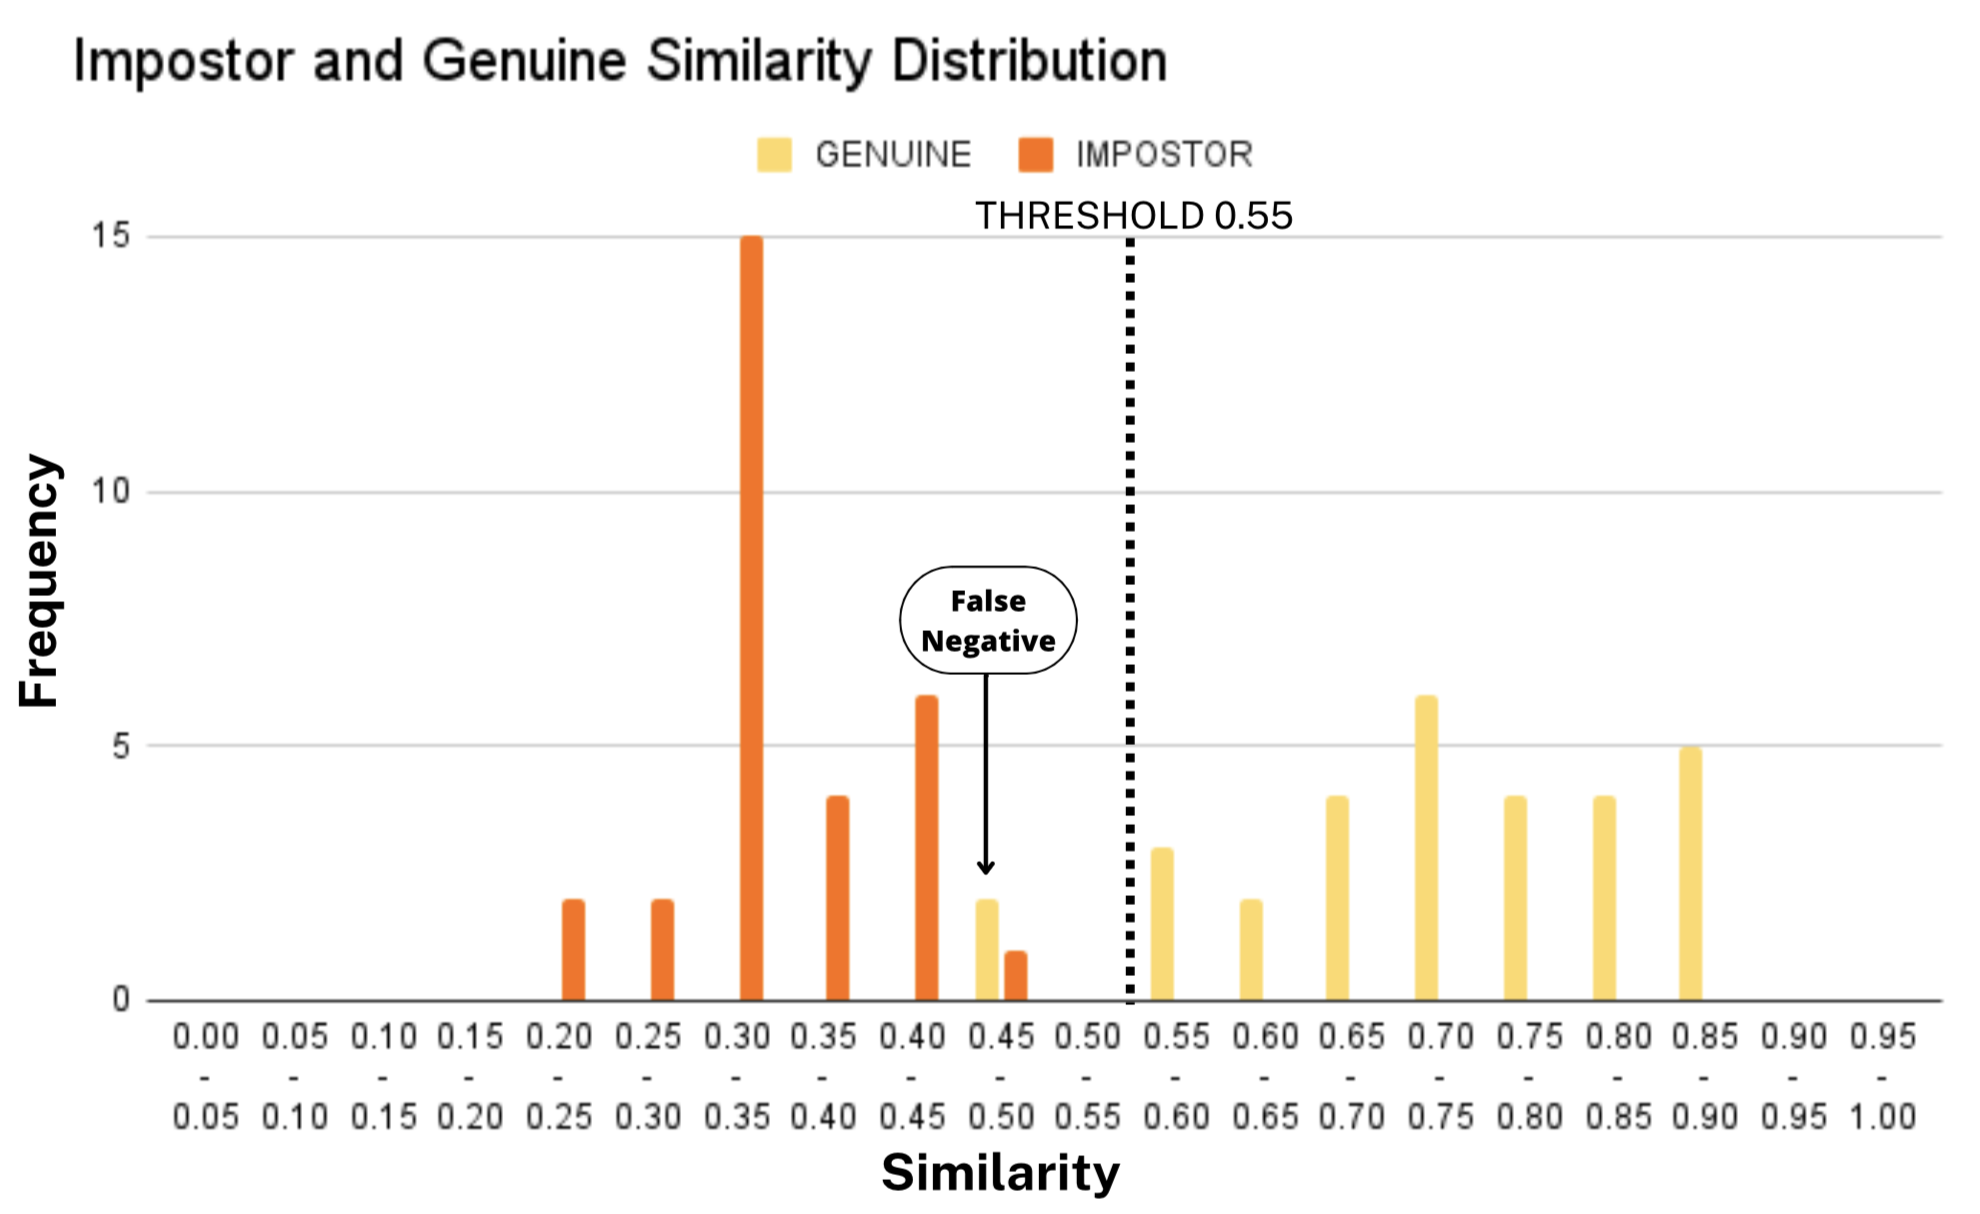 Impostor and Genuine Similarity Distribution
GENUINE IMPOSTOR
THRESHOLD 0.55
15
10
5
0
Frequency
False
Negative
0.00 0.05 0.10 0.15 0.20 0.25 0.30 0.35 0.40 0.45 0.50 0.55 0.60 0.65 0.70 0.75 0.80 0.85 0.90 0.95
- - - - - - - - - - - - - - - - - - - -
0.05 0.10 0.15 0.20 0.25 0.30 0.35 0.40 0.45 0.50 0.55 0.60 0.65 0.70 0.75 0.80 0.85 0.90 0.95 1.00
Similarity